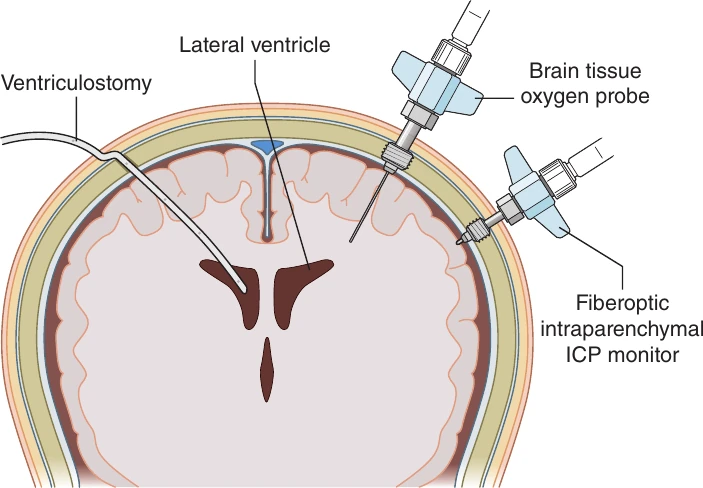 Lateral ventricle
Ventriculostomy
Brain tissue
oxygen probe
Fiberoptic
intraparenchymal
ICP monitor